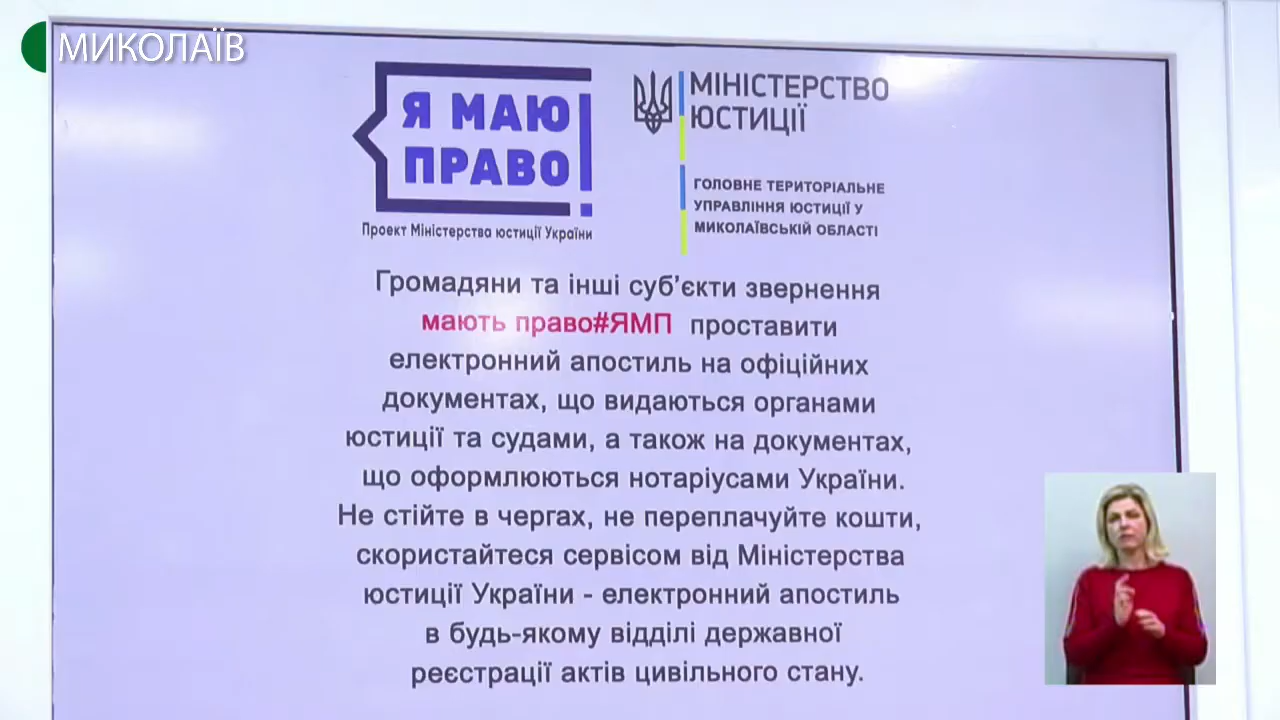 МИКОЛАЇВ
Я МАЮ
ПРАВО!
Проект Міністерства юстиції України
МІНІСТЕРСТВО
ЮСТИЦІЇ
ГОЛОВНЕ ТЕРИТОРІАЛЬНЕ
УПРАВЛІННЯ ЮСТИЦІЇ У
МИКОЛАЇВСЬКІЙ ОБЛАСТІ
Громадяни та інші суб’єкти звернення
мають право#ЯМП проставити
електронний апостиль на офіційних
документах, що видаються органами
юстиції та судами, а також на документах,
що оформлюються нотаріусами України.
Не стійте в чергах, не переплачуйте кошти,
скористайтеся сервісом від Міністерства
юстиції України - електронний апостиль
в будь-якому відділі державної
реєстрації актів цивільного стану.